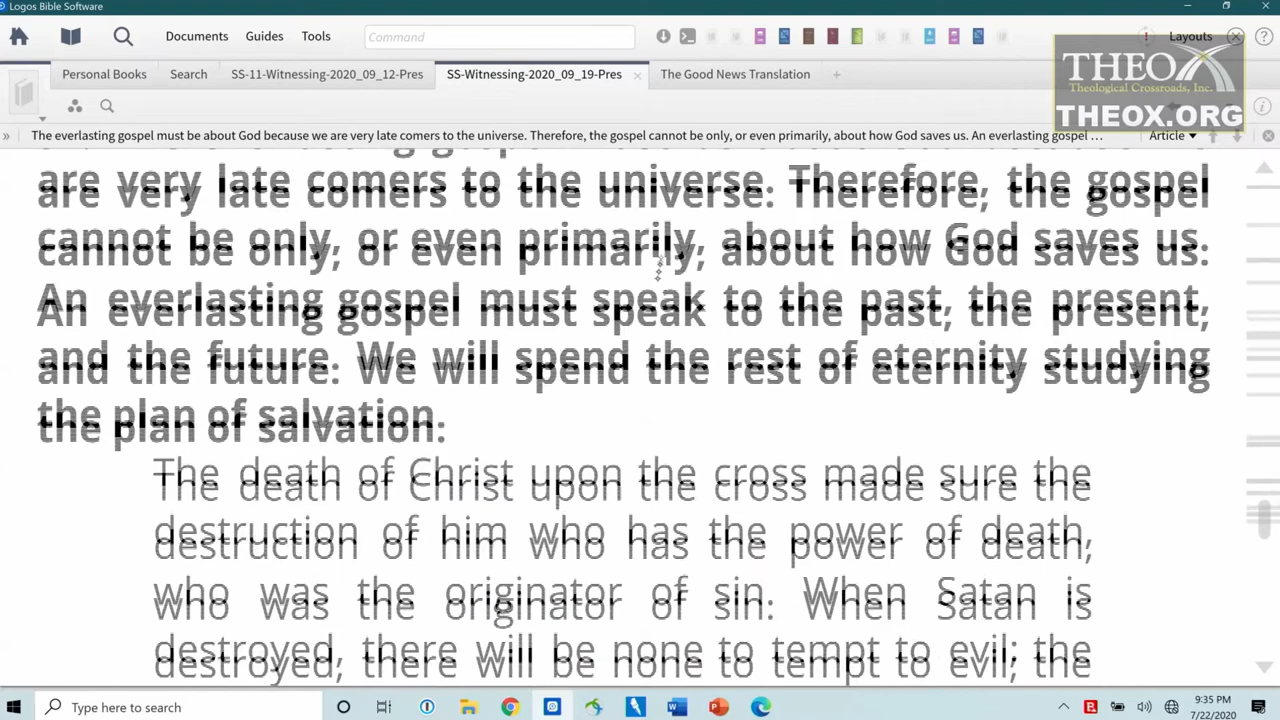 Logos Bible Software
Documents Guides Tools Command Layouts
THEOX
Theological Crossroads, Inc.
THEOX.ORG
Personal Books Search SS-11-Witnessing-2020_09_12-Pres SS-Witnessing-2020_09_19-Pres The Good News Translation
The everlasting gospel must be about God because we are very late comers to the universe. Therefore, the gospel cannot be only, or even primarily, about how God saves us. An everlasting gospel ... Article
are very late comers to the universe. Therefore, the gospel
cannot be only, or even primarily, about how God saves us.
An everlasting gospel must speak to the past, the present,
and the future. We will spend the rest of eternity studying
the plan of salvation.
The death of Christ upon the cross made sure the
destruction of him who has the power of death,
who was the originator of sin. When Satan is
destroyed, there will be none to tempt to evil; the
Type here to search
9:35 PM
7/22/2020